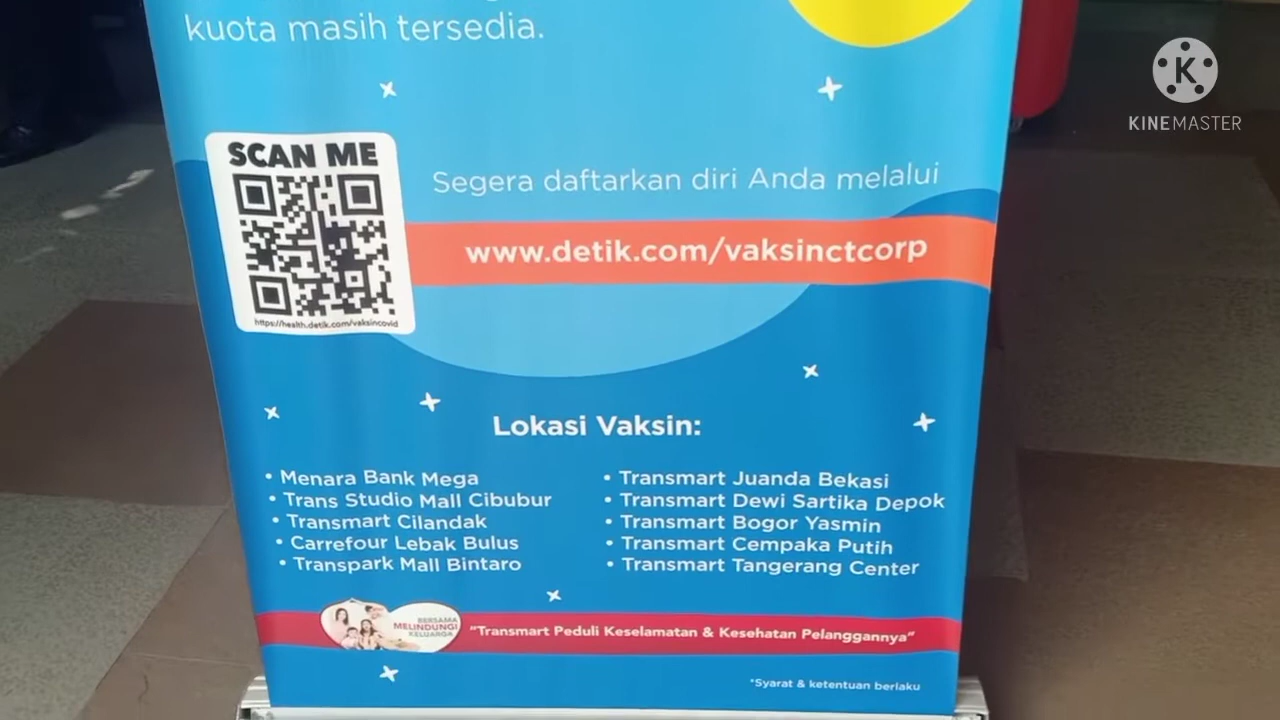 kuota masih tersedia.
K
KINEMASTER
SCAN ME
https://health.detik.com/vaksincovid
Segera daftarkan diri Anda melalui
www.detik.com/vaksinctcorp
Lokasi Vaksin:
• Menara Bank Mega
• Trans Studio Mall Cibubur
• Transmart Cilandak
• Carrefour Lebak Bulus
• Transpark Mall Bintaro
• Transmart Juanda Bekasi
• Transmart Dewi Sartika Depok
• Transmart Bogor Yasmin
• Transmart Cempaka Putih
• Transmart Tangerang Center
BERSAMA
MELINDUNGI
KELUARGA
"Transmart Peduli Keselamatan & Kesehatan Pelanggannya"
*Syarat & ketentuan berlaku